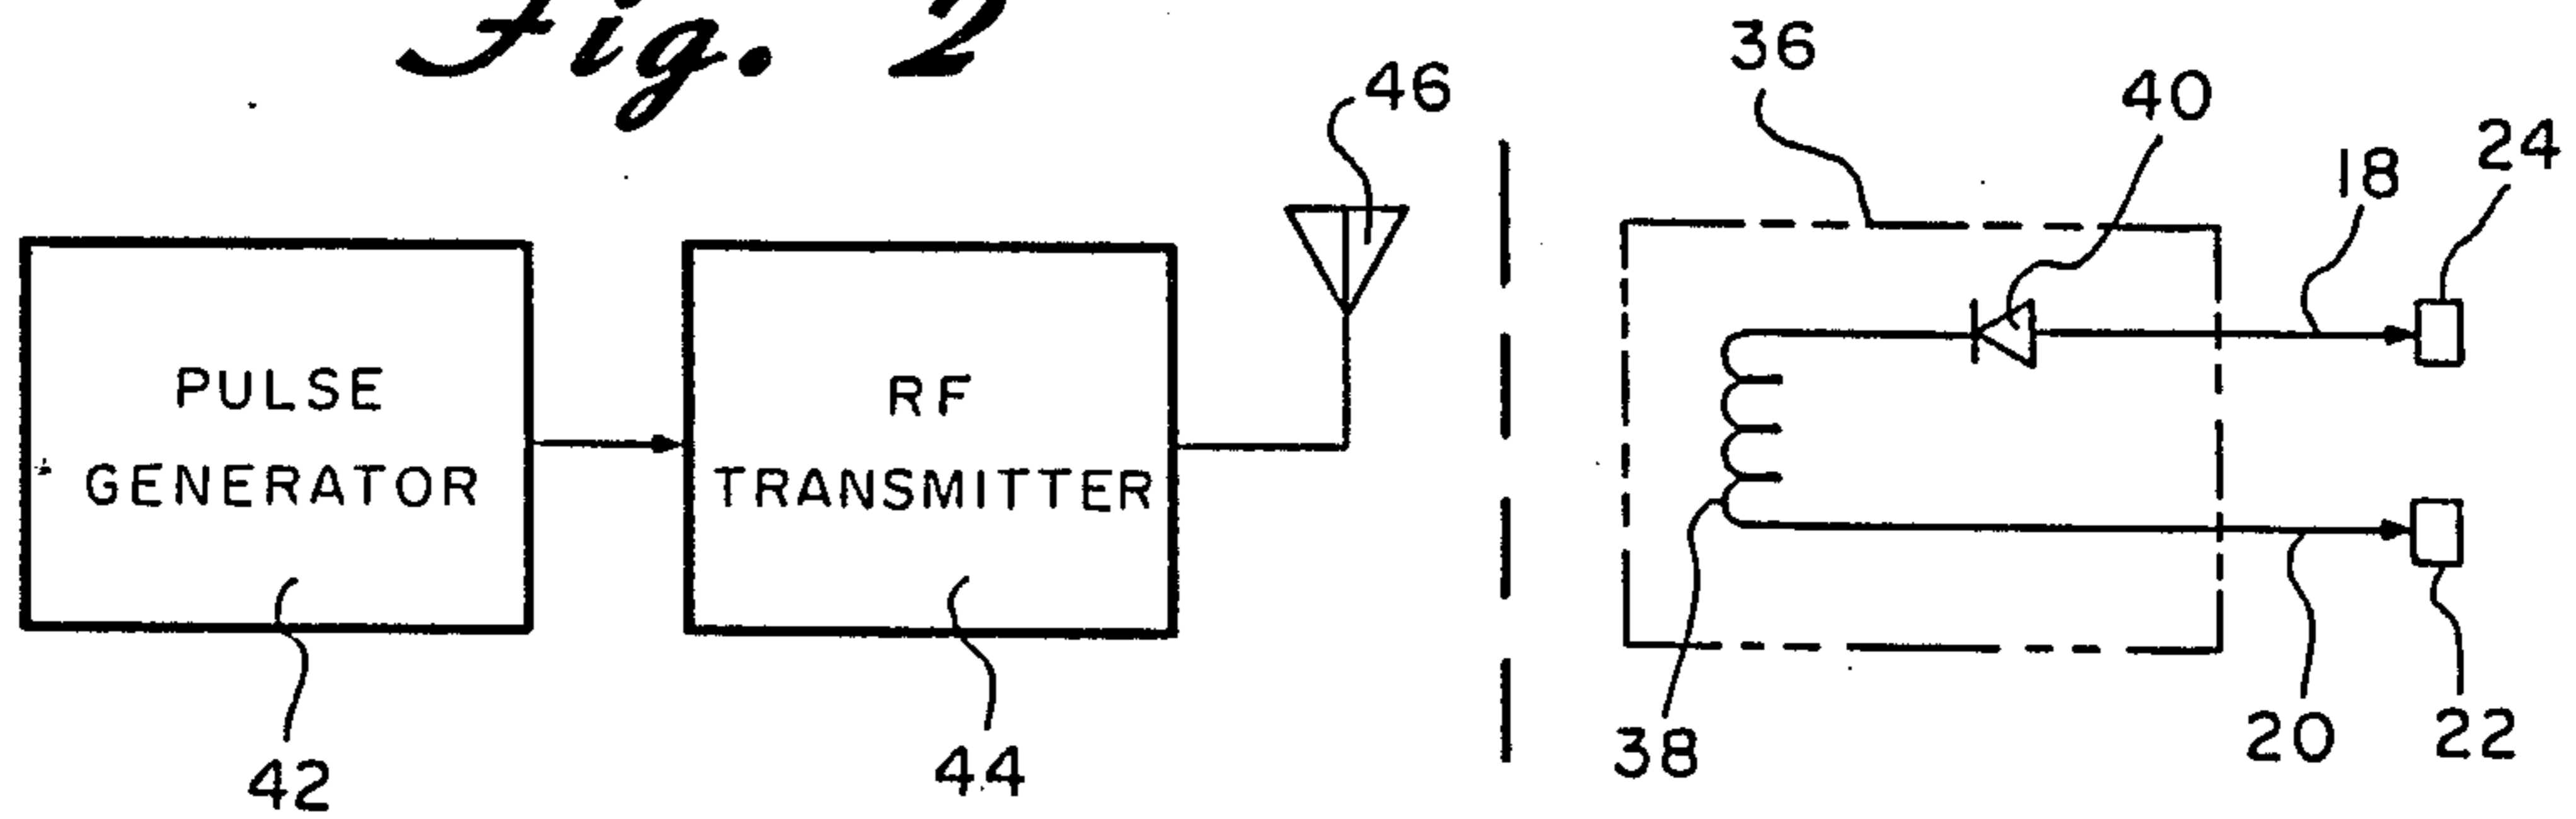 Fig. 2
36
46
40
24
18
PULSE
GENERATOR
RF
TRANSMITTER
42
44
38
20
22